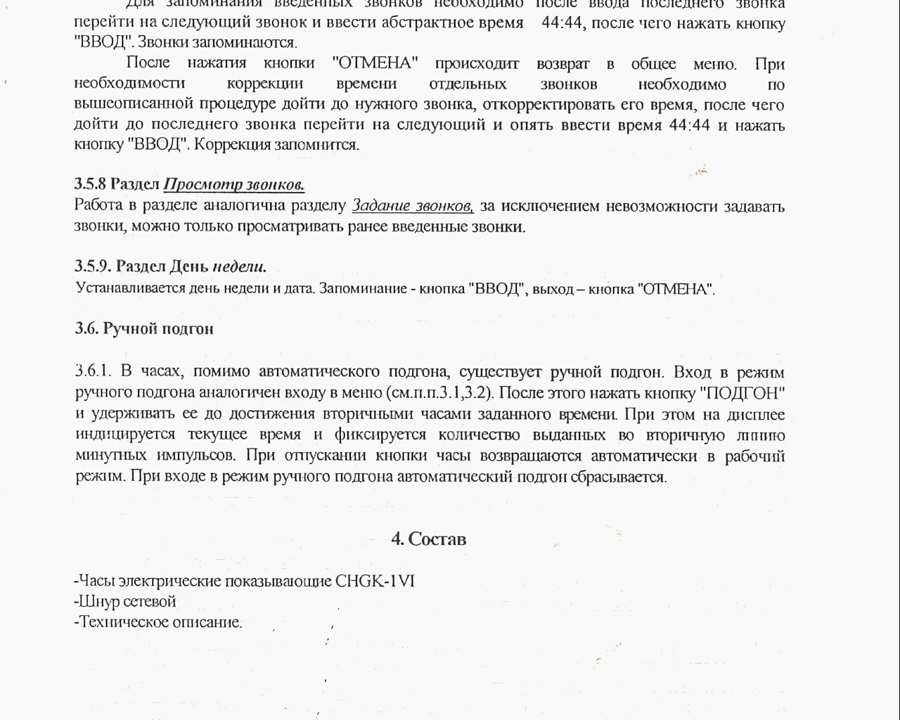 Для запоминания введенных звонков необходимо после ввода последнего звонка
перейти на следующий звонок и ввести абстрактное время 44:44, после чего нажать кнопку
"ВВОД". Звонки запоминаются.
После нажатия кнопки "ОТМЕНА" происходит возврат в общее меню. При
необходимости коррекции времени отдельных звонков необходимо по
вышеописанной процедуре дойти до нужного звонка, откорректировать его время, после чего
дойти до последнего звонка перейти на следующий и опять ввести время 44:44 и нажать
кнопку "ВВОД". Коррекция запомнится.
3.5.8 Раздел Просмотр звонков.
Работа в разделе аналогична разделу Задание звонков, за исключением невозможности задавать
звонки, можно только просматривать ранее введенные звонки.
3.5.9. Раздел День недели.
Устанавливается день недели и дата. Запоминание - кнопка "ВВОД", выход – кнопка "ОТМЕНА".
3.6. Ручной подгон
3.6.1. В часах, помимо автоматического подгона, существует ручной подгон. Вход в режим
ручного подгона аналогичен входу в меню (см.п.п.3.1,3.2). После этого нажать кнопку "ПОДГОН"
и удерживать ее до достижения вторичными часами заданного времени. При этом на дисплее
индицируется текущее время и фиксируется количество выданных во вторичную линию
минутных импульсов. При отпускании кнопки часы возвращаются автоматически в рабочий
режим. При входе в режим ручного подгона автоматический подгон сбрасывается.
4. Состав
-Часы электрические показывающие CHGK-1VI
-Шнур сетевой
-Техническое описание.